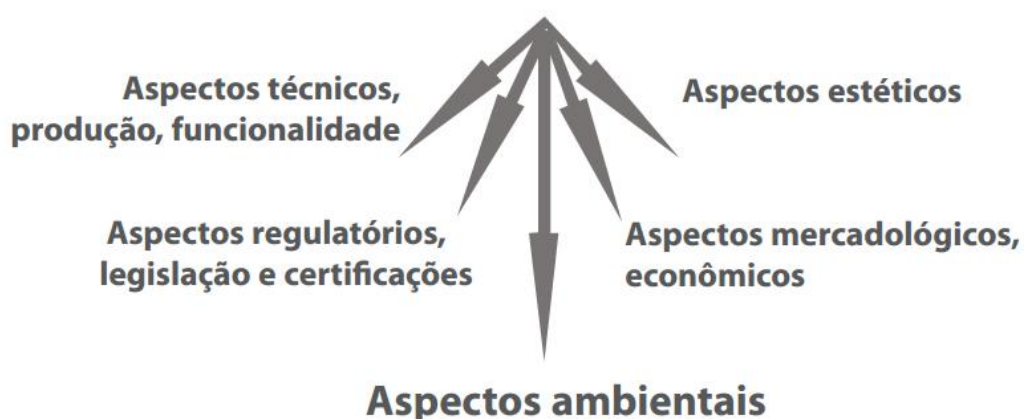 Aspectos técnicos,
produção, funcionalidade
Aspectos estéticos
Aspectos regulatórios,
legislação e certificações
Aspectos mercadológicos,
econômicos
Aspectos ambientais